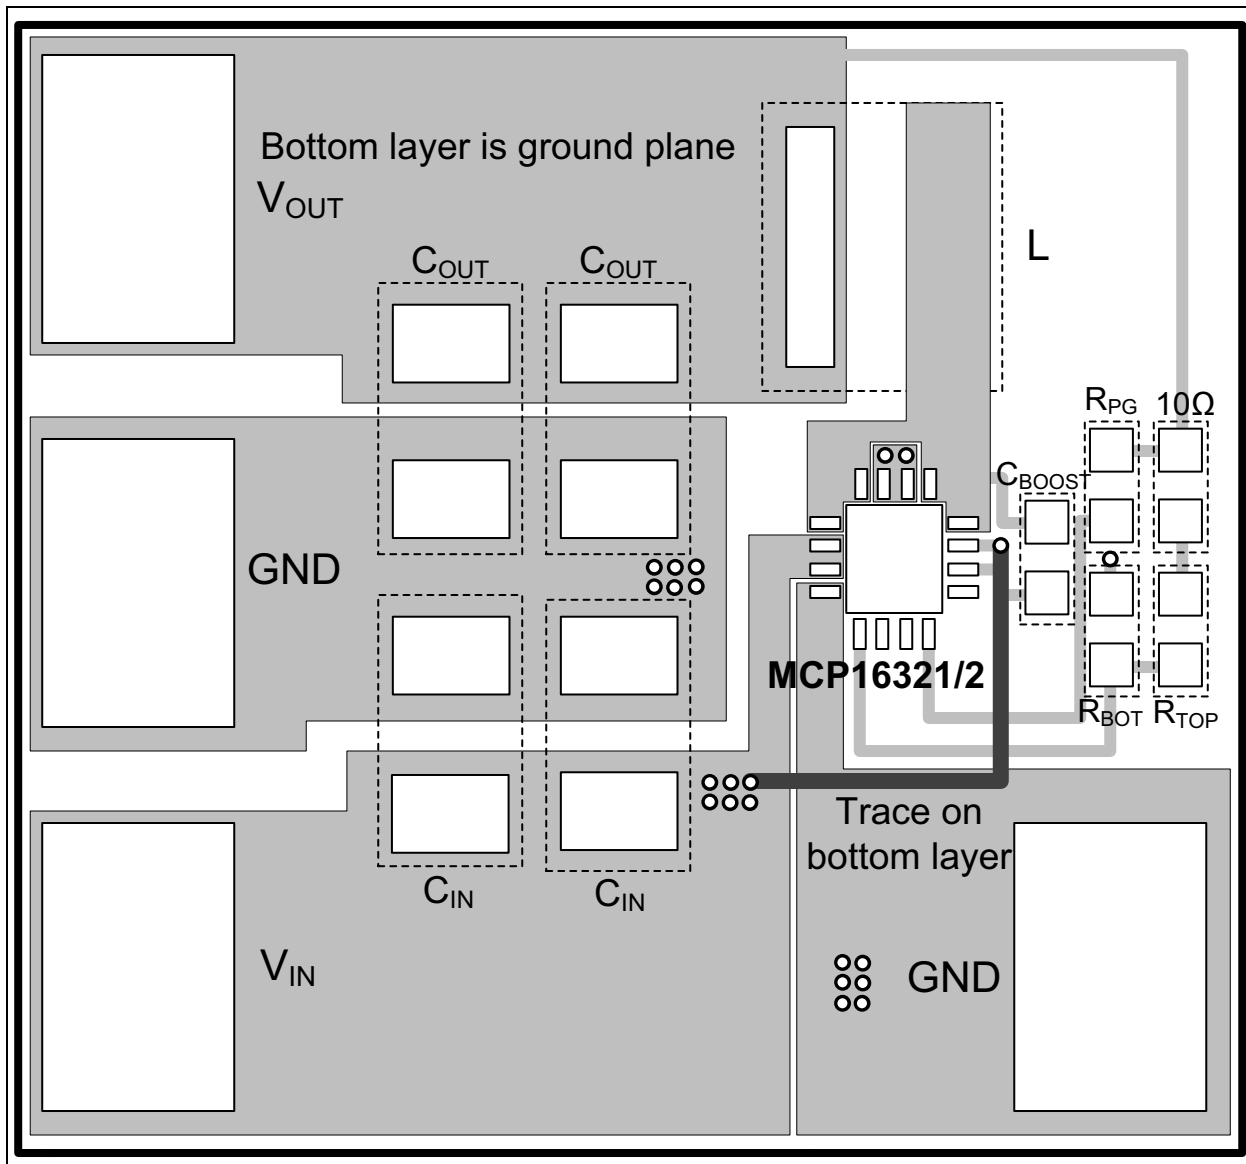 Bottom layer is ground plane
VOUT
COUT
COUT
L
RPG
10Ω
CBOOST
GND
MCP16321/2
RBOT
RTOP
Trace on
bottom layer
CIN
CIN
VIN
GND